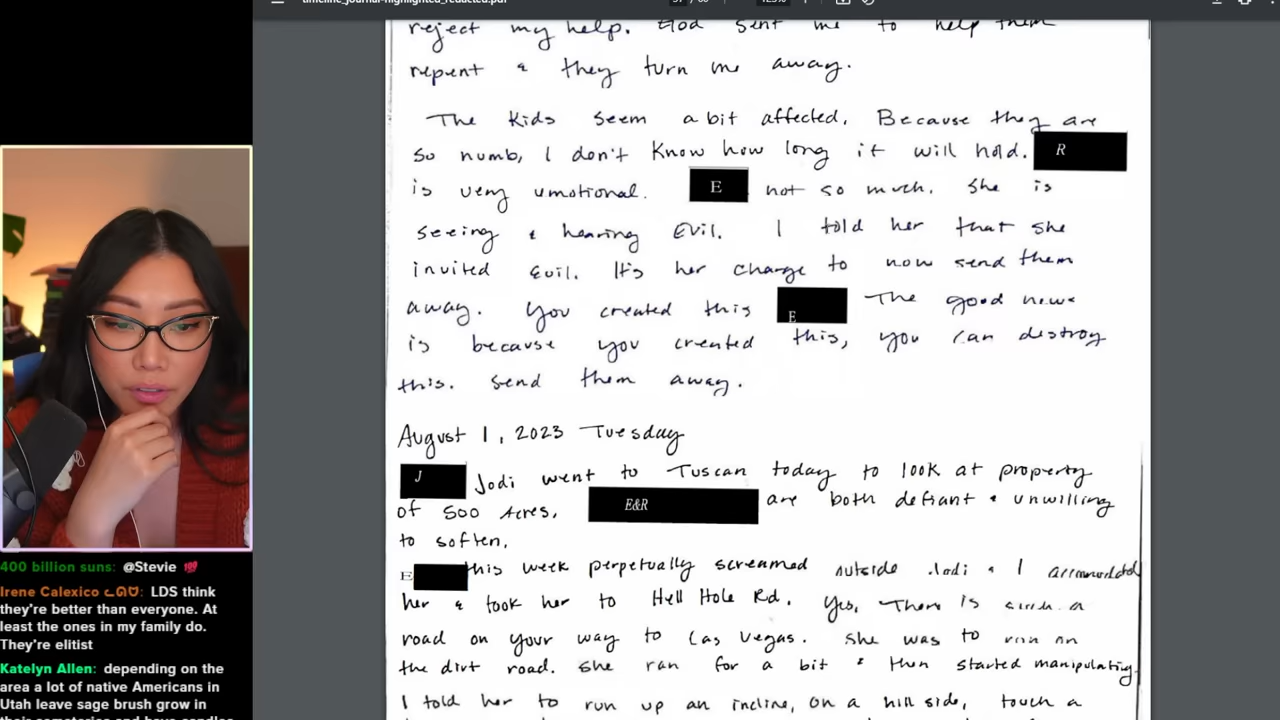 timeline_journal-highlighted_redacted.pdf
reject my help. God sent me to help them
repent & they turn me away.
The kids seem a bit affected. Because they are
so numb, I don't know how long it will hold. R
is very emotional. E not so much. She is
seeing & hearing Evil. I told her that she
invited Evil. It's her charge to now send them
away. You created this E The good news
is because you created this, you can destroy
this. Send them away.
August 1, 2023 Tuesday
J Jodi went to Tuscan today to look at property
of 500 Acres. E&R are both defiant & unwilling
to soften.
E this week perpetually screamed outside Jodi & I accommodated
her & took her to Hell Hole Rd. Yes, There is such a
road on your way to Las Vegas. She was to run on
the dirt road. She ran for a bit & then started manipulating.
I told her to run up an incline, on a hill side, touch a
400 billion suns: @Stevie 💯
Irene Calexico: LDS think
they're better than everyone. At
least the ones in my family do.
They're elitist
Katelyn Allen: depending on the
area a lot of native Americans in
Utah leave sage brush grow in